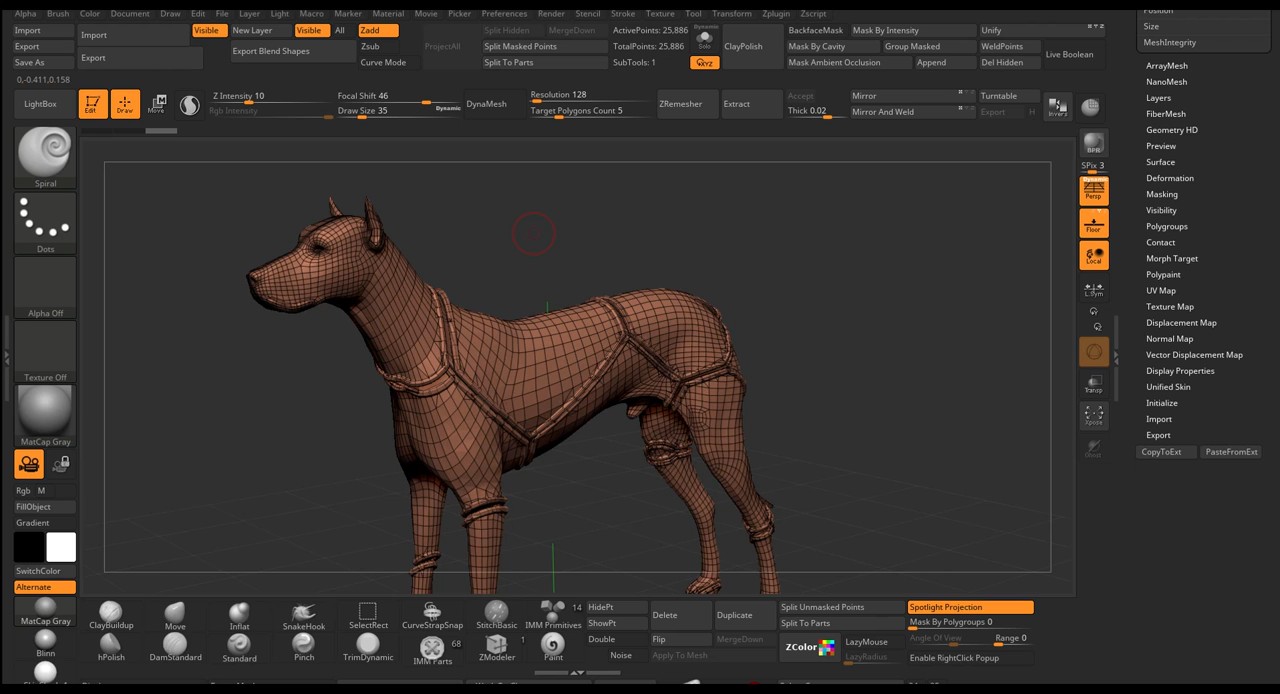 Alpha Brush Color Document Draw Edit File Layer Light Macro Marker Material Movie Picker Preferences Render Stencil Stroke Texture Tool Transform Zplugin Zscript
Import
Export
Save As
Import
Export
Visible New Layer Visible All
Export Blend Shapes
Zadd
Zsub
Curve Mode
ProjectAll
Split Hidden MergeDown
Split Masked Points
Split To Parts
ActivePoints: 25,886
TotalPoints: 25,886
SubTools: 1
Dynamic
Solo
XYZ
ClayPolish
BackfaceMask Mask By Intensity Unify
Mask By Cavity Group Masked WeldPoints
Mask Ambient Occlusion Append Del Hidden
Live Boolean
0,-0.411,0.158
LightBox
Edit
Draw
Move
Z Intensity 10
Rgb Intensity
Focal Shift 46
Draw Size 35
Dynamic
DynaMesh
Resolution 128
Target Polygons Count 5
ZRemesher
Extract
Accept
Thick 0.02
Mirror
Mirror And Weld
Turntable
Export H
Invers
Spiral
Dots
Alpha Off
Texture Off
MatCap Gray
Rgb M
FillObject
Gradient
SwitchColor
Alternate
MatCap Gray
Blinn
BPR
SPix 3
Dynamic
Persp
Floor
Local
L.Sym
Transp
Xpose
Ghost
Position
Size
MeshIntegrity
ArrayMesh
NanoMesh
Layers
FiberMesh
Geometry HD
Preview
Surface
Deformation
Masking
Visibility
Polygroups
Contact
Morph Target
Polypaint
UV Map
Texture Map
Displacement Map
Normal Map
Vector Displacement Map
Display Properties
Unified Skin
Initialize
Import
Export
CopyToExt PasteFromExt
ClayBuildup Move Inflat SnakeHook SelectRect CurveStrapSnap StitchBasic IMM Primitives 14
hPolish DamStandard Standard Pinch TrimDynamic IMM Parts 68 ZModeler 1 Paint
HidePt
ShowPt
Double
Noise
Delete
Flip
Duplicate
MergeDown
Apply To Mesh
Split Unmasked Points
Split To Parts
ZColor
LazyMouse
LazyRadius
Spotlight Projection
Mask By Polygroups 0
Angle Of View Range 0
Enable RightClick Popup